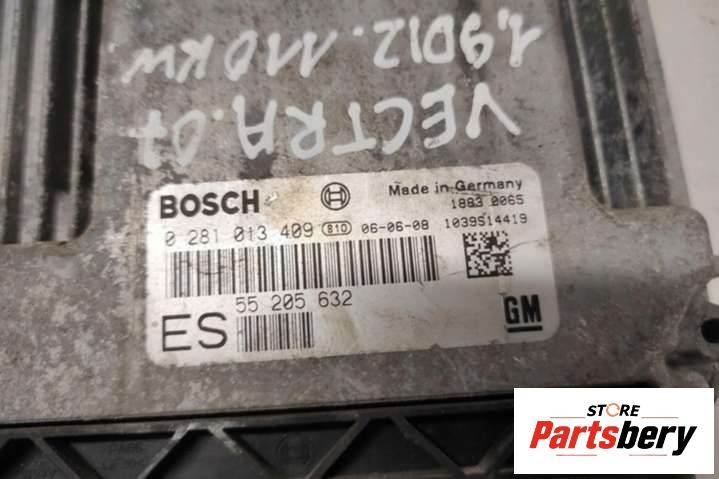 1,9DI2.110KW
VECTRA.07
BOSCH
Made in Germany
1883 0065
0 281 013 409 810 06-06-08 1039S14419
55 205 632
ES
GM
STORE
Partsbery